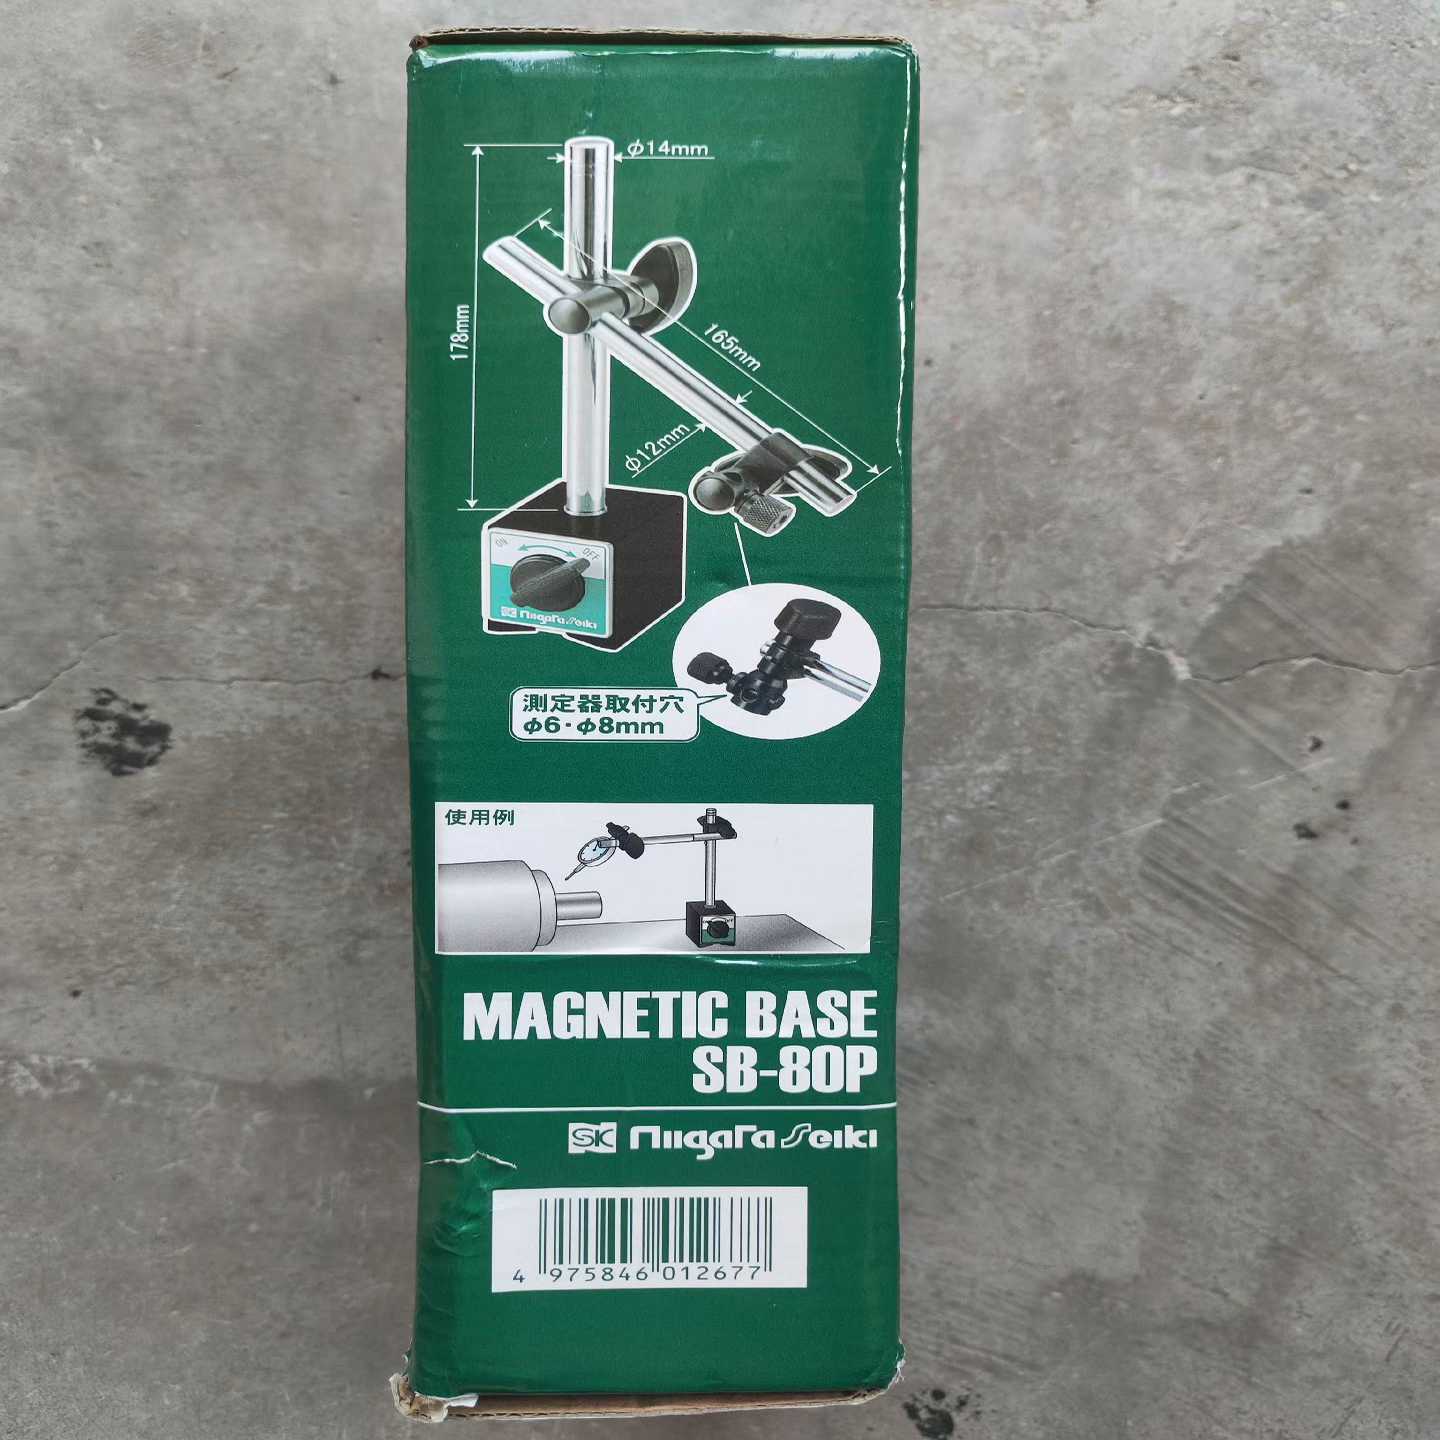 φ14mm
178mm
165mm
φ12mm
ON
OFF
SK Niigata Seiki
測定器取付穴
φ6・φ8mm
使用例
MAGNETIC BASE
SB-80P
SK Niigata Seiki
4 975846 012677